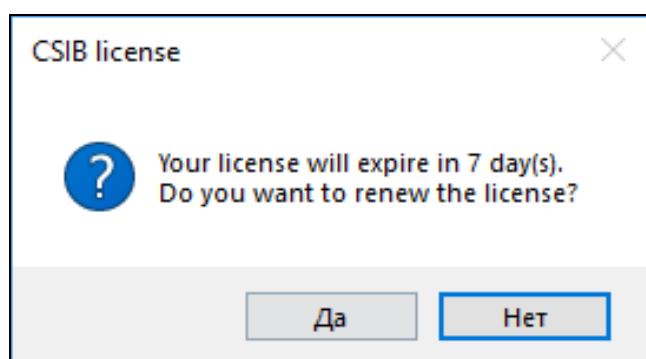 CSIB license
Your license will expire in 7 day(s).
Do you want to renew the license?
Да
Нет